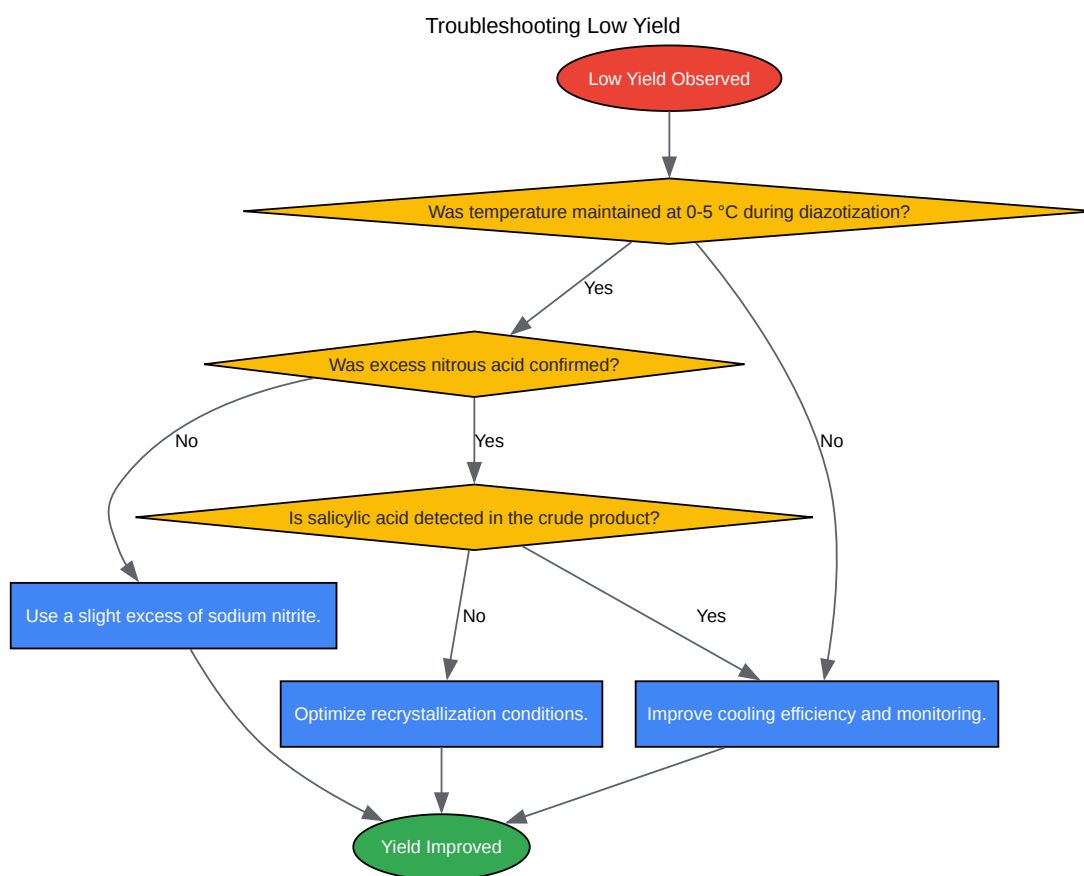 Troubleshooting Low Yield
Low Yield Observed
Was temperature maintained at 0-5 °C during diazotization?
Yes
Was excess nitrous acid confirmed?
No
Yes
No
Is salicylic acid detected in the crude product?
Use a slight excess of sodium nitrite.
No
Yes
Optimize recrystallization conditions.
Improve cooling efficiency and monitoring.
Yield Improved